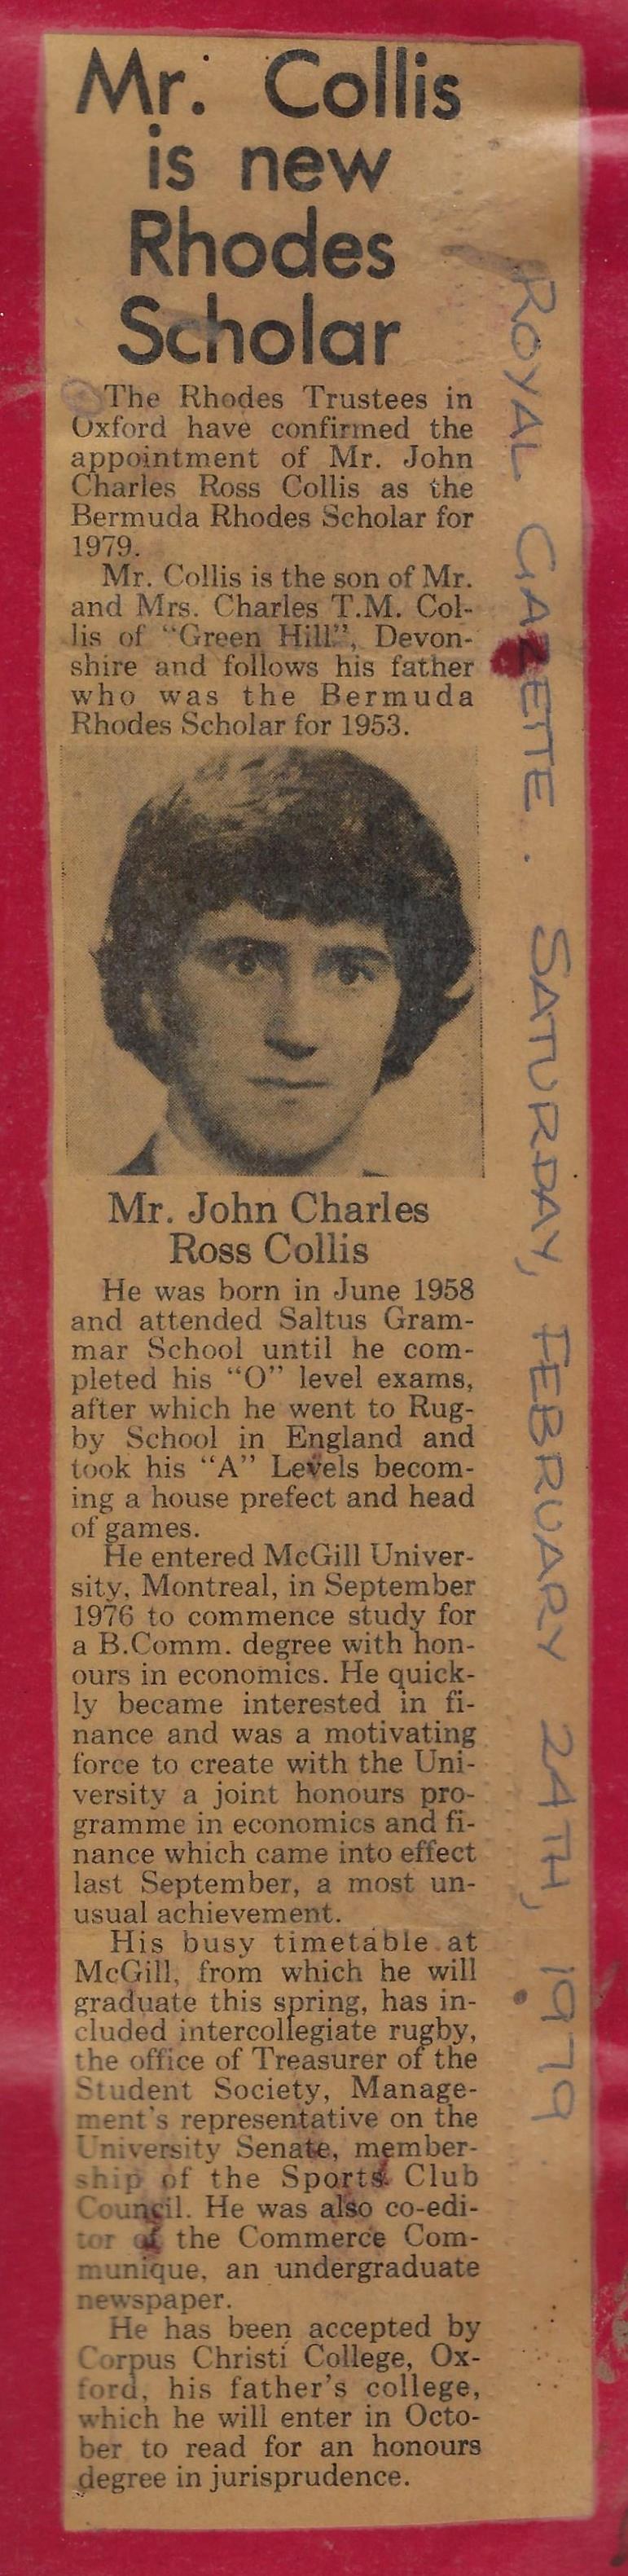 Mr. Collis
is new
Rhodes
Scholar
The Rhodes Trustees in
Oxford have confirmed the
appointment of Mr. John
Charles Ross Collis as the
Bermuda Rhodes Scholar for
1979.
Mr. Collis is the son of Mr.
and Mrs. Charles T.M. Col-
lis of "Green Hill", Devon-
shire and follows his father
who was the Bermuda
Rhodes Scholar for 1953.
Mr. John Charles
Ross Collis
He was born in June 1958
and attended Saltus Gram-
mar School until he com-
pleted his "O" level exams,
after which he went to Rug-
by School in England and
took his "A" Levels becom-
ing a house prefect and head
of games.
He entered McGill Univer-
sity, Montreal, in September
1976 to commence study for
a B.Comm. degree with hon-
ours in economics. He quick-
ly became interested in fi-
nance and was a motivating
force to create with the Uni-
versity a joint honours pro-
gramme in economics and fi-
nance which came into effect
last September, a most un-
usual achievement.
His busy timetable at
McGill, from which he will
graduate this spring, has in-
cluded intercollegiate rugby,
the office of Treasurer of the
Student Society, Manage-
ment's representative on the
University Senate, member-
ship of the Sports Club
Council. He was also co-edi-
tor of the Commerce Com-
munique, an undergraduate
newspaper.
He has been accepted by
Corpus Christi College, Ox-
ford, his father's college,
which he will enter in Octo-
ber to read for an honours
degree in jurisprudence.
ROYAL GAZETTE. SATURDAY, FEBRUARY 24TH, 1979